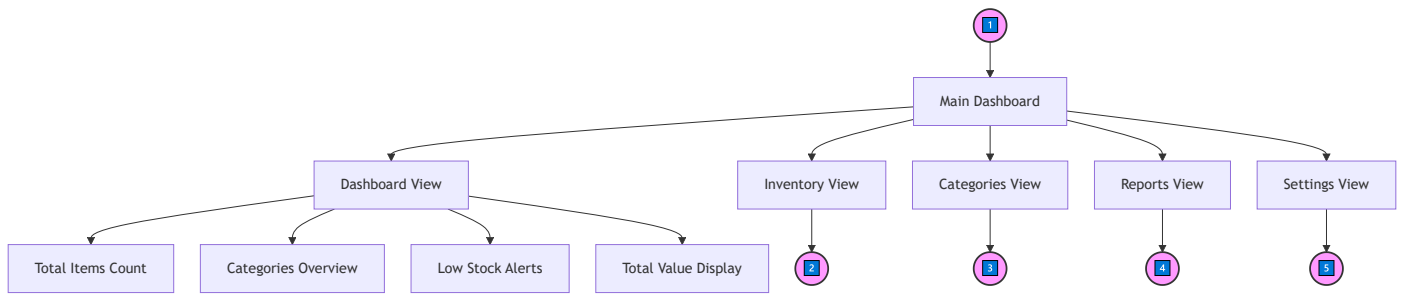 1
Main Dashboard
Dashboard View
Inventory View
Categories View
Reports View
Settings View
Total Items Count
Categories Overview
Low Stock Alerts
Total Value Display
2
3
4
5